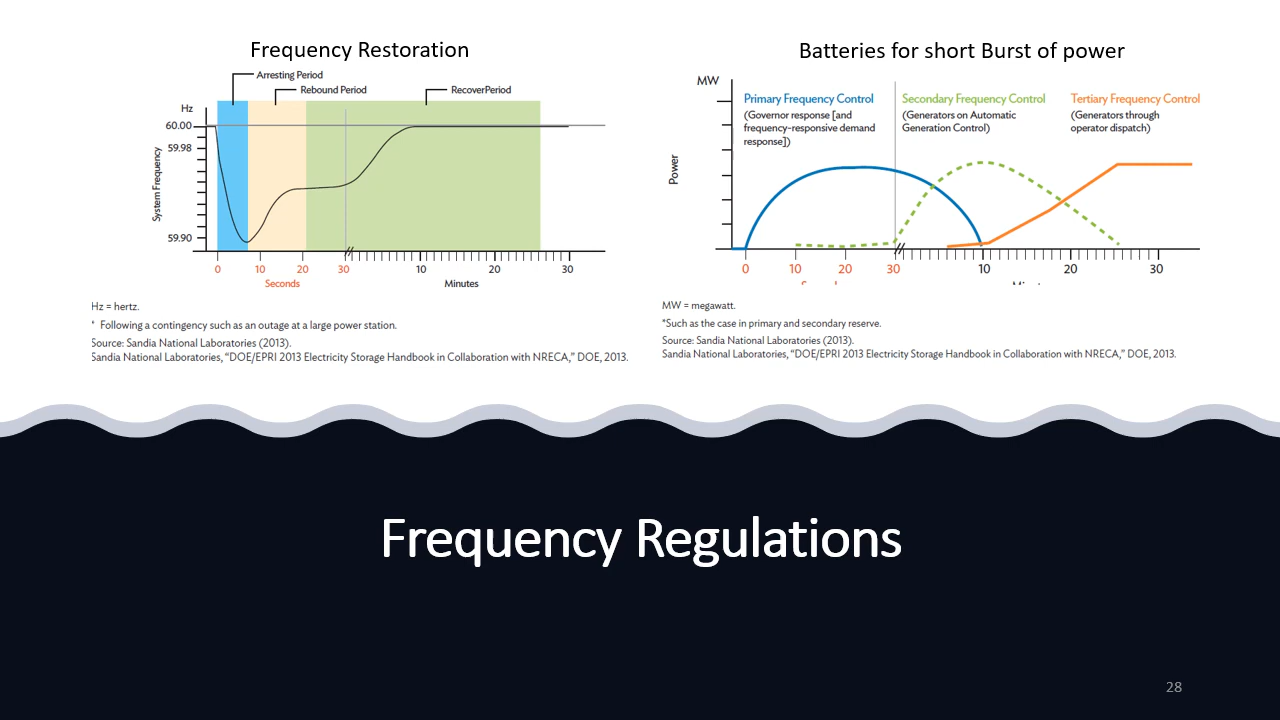 Frequency Restoration
Arresting Period
Rebound Period
RecoverPeriod
Hz
60.00
59.98
59.90
System Frequency
0 10 20 30 10 20 30
Seconds
Minutes
Hz = hertz.
* Following a contingency such as an outage at a large power station.
Source: Sandia National Laboratories (2013).
Sandia National Laboratories, “DOE/EPRI 2013 Electricity Storage Handbook in Collaboration with NRECA,” DOE, 2013.
Batteries for short Burst of power
MW
Power
Primary Frequency Control
(Governor response [and
frequency-responsive demand
response])
Secondary Frequency Control
(Generators on Automatic
Generation Control)
Tertiary Frequency Control
(Generators through
operator dispatch)
0 10 20 30 10 20 30
MW = megawatt.
*Such as the case in primary and secondary reserve.
Source: Sandia National Laboratories (2013).
Sandia National Laboratories, “DOE/EPRI 2013 Electricity Storage Handbook in Collaboration with NRECA,” DOE, 2013.
Frequency Regulations
28